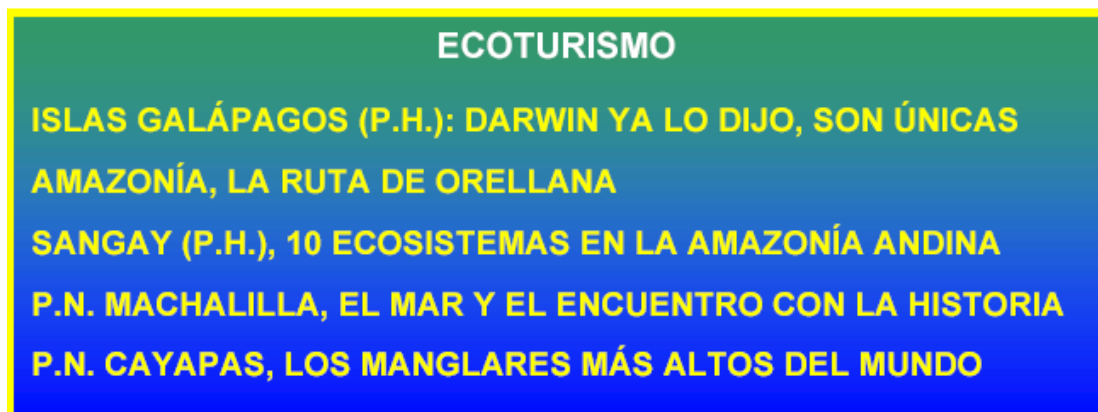 ECOTURISMO
ISLAS GALÁPAGOS (P.H.): DARWIN YA LO DIJO, SON ÚNICAS
AMAZONÍA, LA RUTA DE ORELLANA
SANGAY (P.H.), 10 ECOSISTEMAS EN LA AMAZONÍA ANDINA
P.N. MACHALILLA, EL MAR Y EL ENCUENTRO CON LA HISTORIA
P.N. CAYAPAS, LOS MANGLARES MÁS ALTOS DEL MUNDO